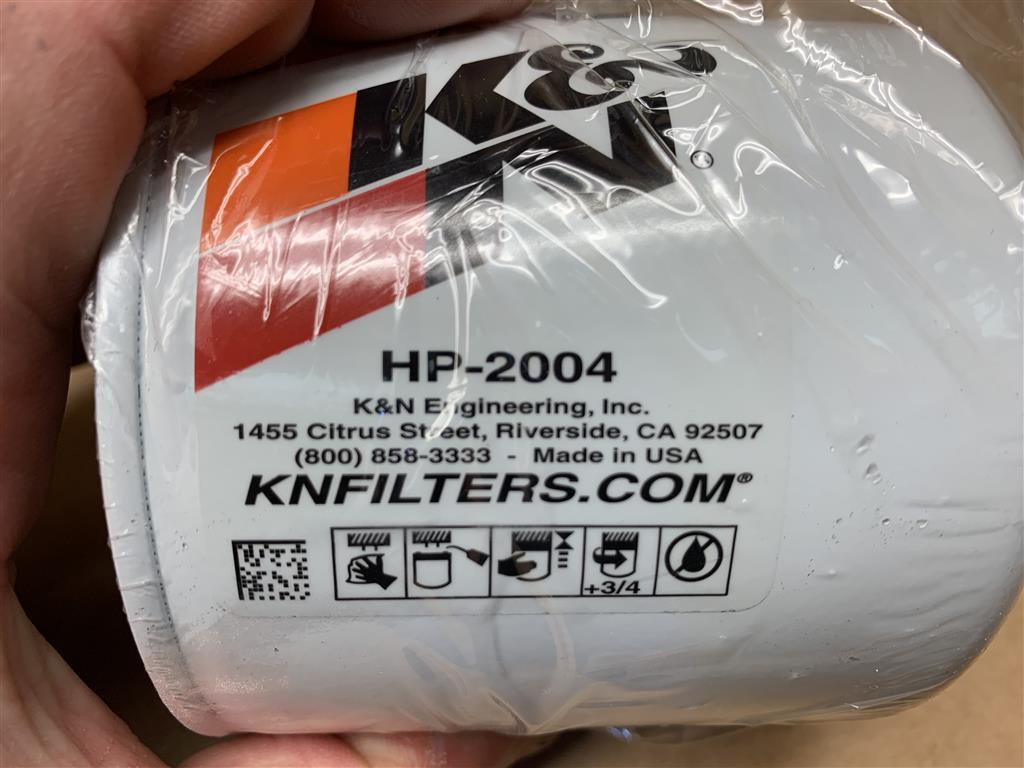 K&N®
HP-2004
K&N Engineering, Inc.
1455 Citrus Street, Riverside, CA 92507
(800) 858-3333 - Made in USA
KNFILTERS.COM®
+3/4